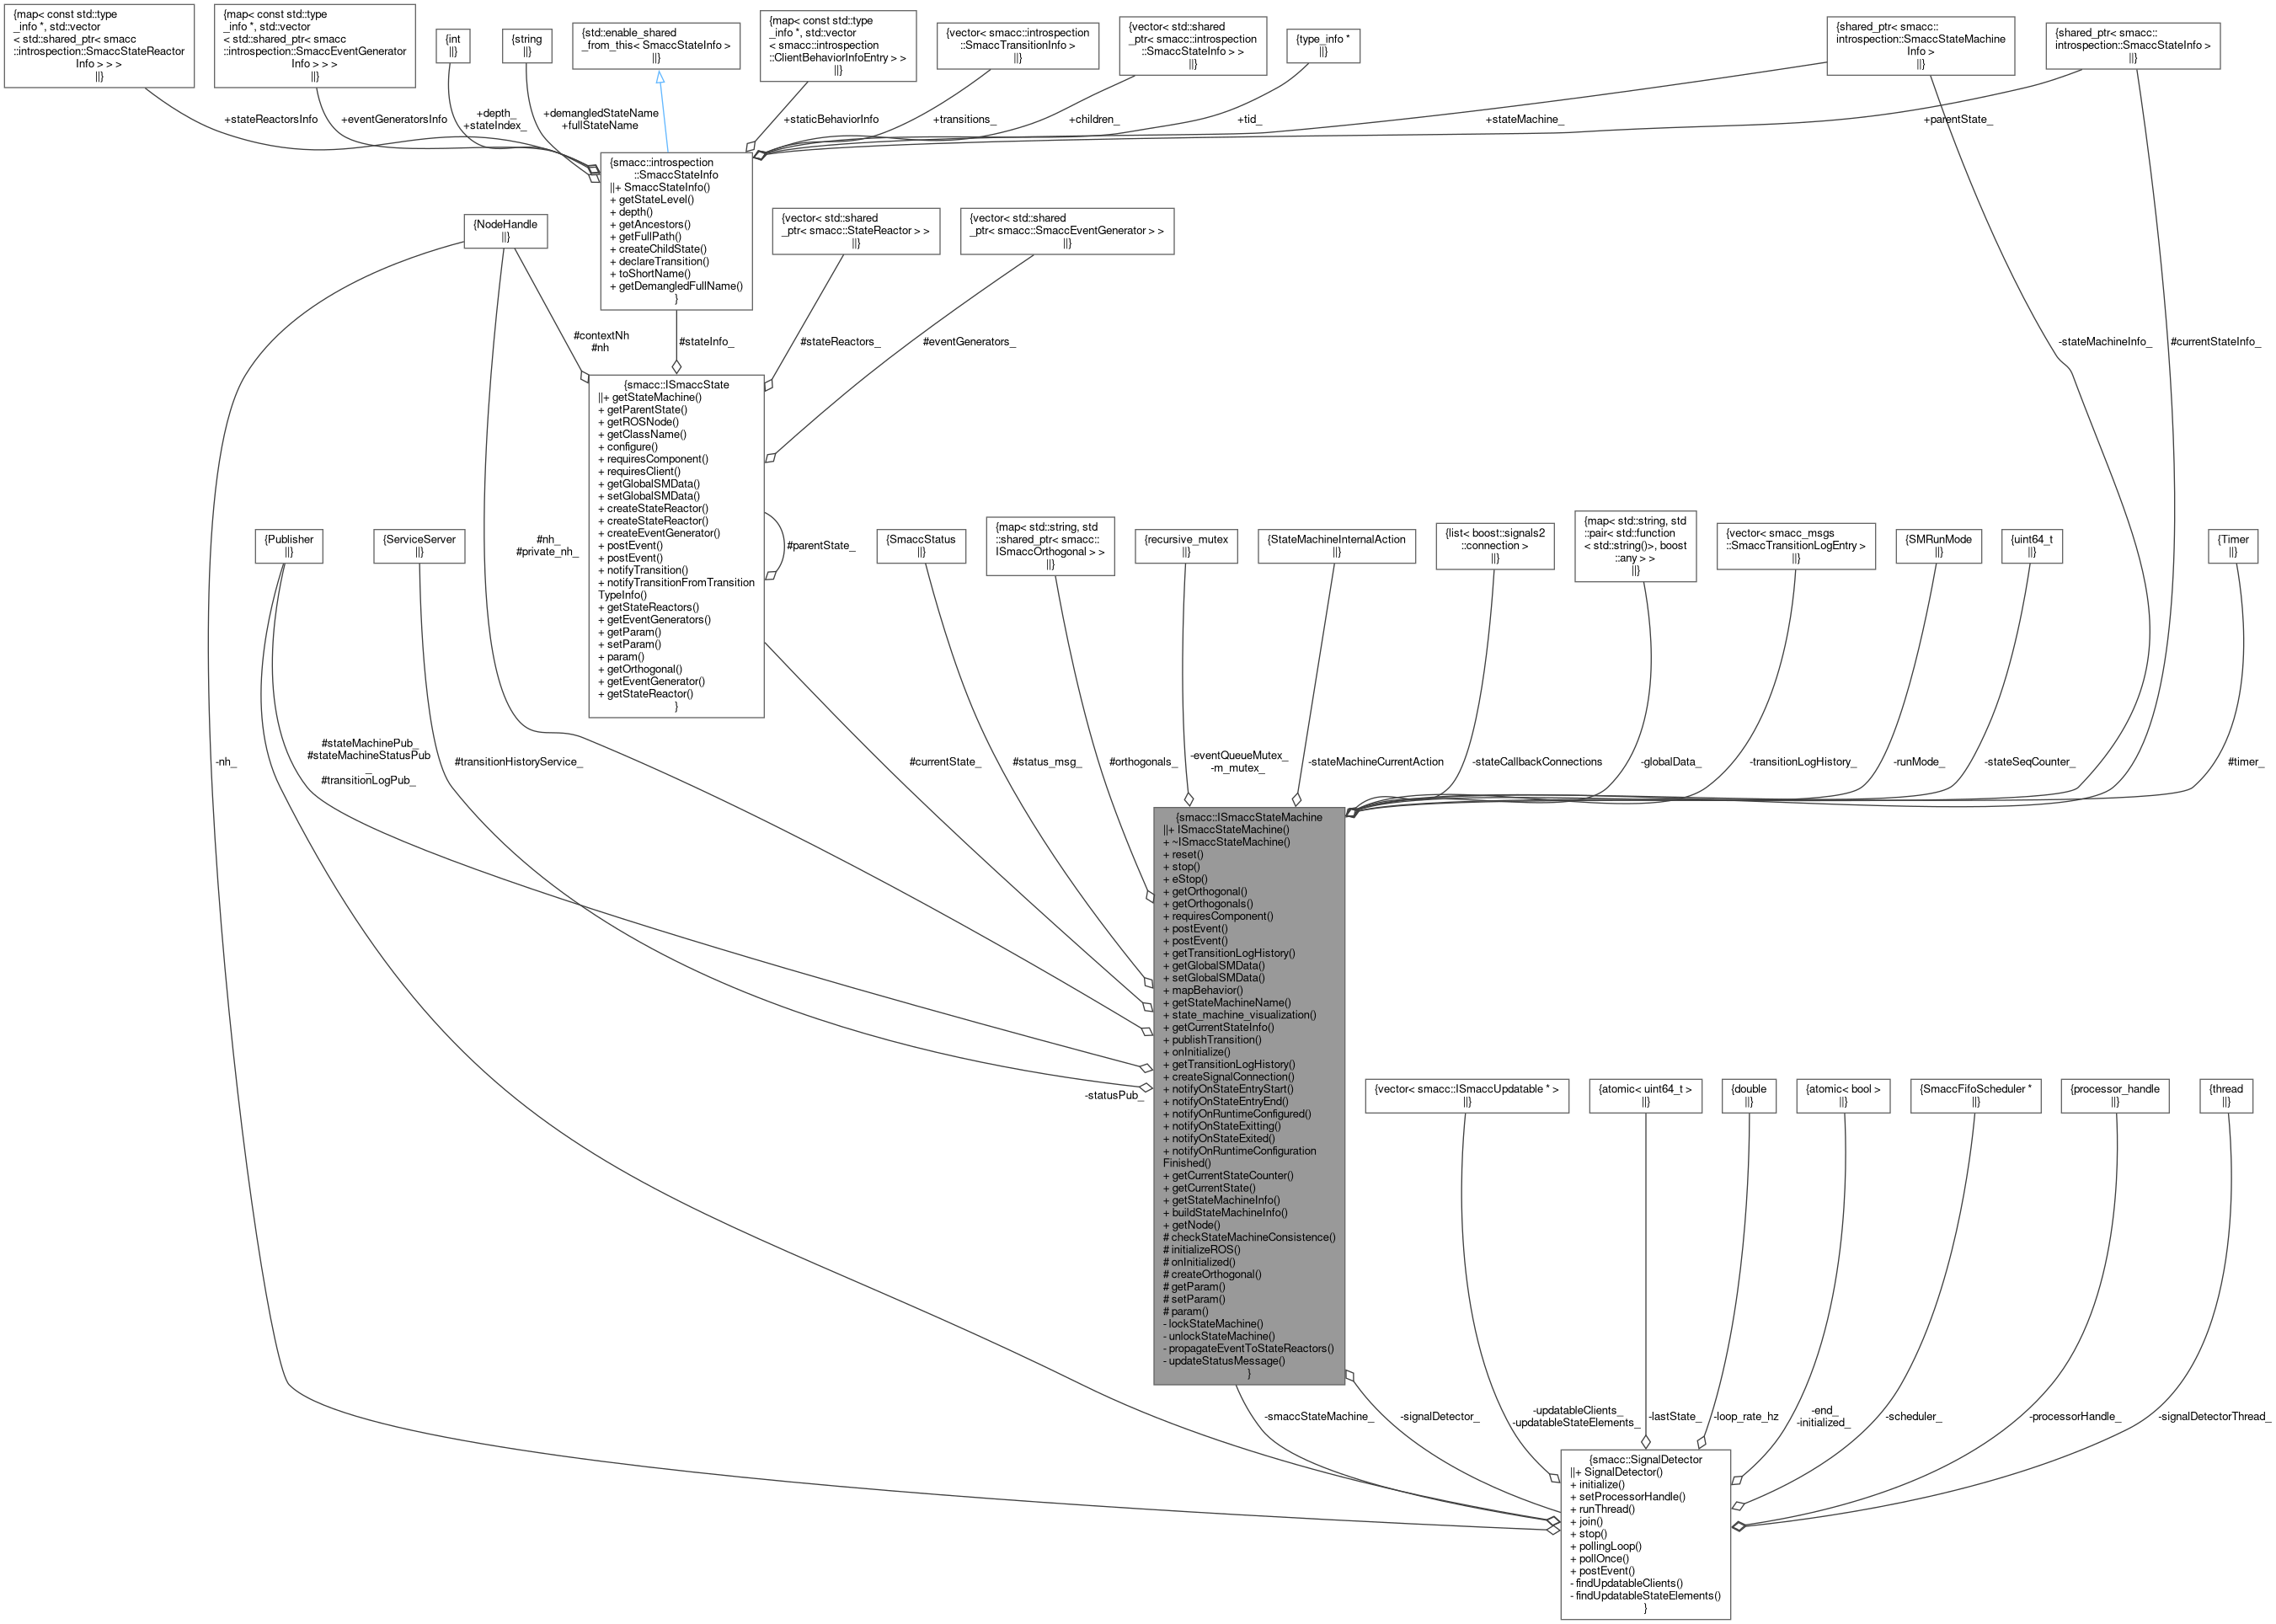 {map< const std::type
_info *, std::vector
< std::shared_ptr< smacc
::introspection::SmaccStateReactor
Info > > >
||}
{map< const std::type
_info *, std::vector
< std::shared_ptr< smacc
::introspection::SmaccEventGenerator
Info > > >
||}
{int
||}
{string
||}
{std::enable_shared
_from_this< SmaccStateInfo >
||}
{map< const std::type
_info *, std::vector
< smacc::introspection
::ClientBehaviorInfoEntry > >
||}
{vector< smacc::introspection
::SmaccTransitionInfo >
||}
{vector< std::shared
_ptr< smacc::introspection
::SmaccStateInfo > >
||}
{type_info *
||}
{shared_ptr< smacc::
introspection::SmaccStateMachine
Info >
||}
{shared_ptr< smacc::
introspection::SmaccStateInfo >
||}
+stateReactorsInfo
+eventGeneratorsInfo
+depth_
+stateIndex_
+demangledStateName
+fullStateName
+staticBehaviorInfo
+transitions_
+children_
+tid_
+stateMachine_
+parentState_
{smacc::introspection
::SmaccStateInfo
||+ SmaccStateInfo()
+ getStateLevel()
+ depth()
+ getAncestors()
+ getFullPath()
+ createChildState()
+ declareTransition()
+ toShortName()
+ getDemangledFullName()
}
{NodeHandle
||}
{vector< std::shared
_ptr< smacc::StateReactor > >
||}
{vector< std::shared
_ptr< smacc::SmaccEventGenerator > >
||}
#contextNh
#nh
#stateInfo_
#stateReactors_
#eventGenerators_
-stateMachineInfo_
#currentStateInfo_
{smacc::ISmaccState
||+ getStateMachine()
+ getParentState()
+ getROSNode()
+ getClassName()
+ configure()
+ requiresComponent()
+ requiresClient()
+ getGlobalSMData()
+ setGlobalSMData()
+ createStateReactor()
+ createStateReactor()
+ createEventGenerator()
+ postEvent()
+ postEvent()
+ notifyTransition()
+ notifyTransitionFromTransition
TypeInfo()
+ getStateReactors()
+ getEventGenerators()
+ getParam()
+ setParam()
+ param()
+ getOrthogonal()
+ getEventGenerator()
+ getStateReactor()
}
#parentState_
#nh_
#private_nh_
{Publisher
||}
{ServiceServer
||}
{SmaccStatus
||}
{map< std::string, std
::shared_ptr< smacc::
ISmaccOrthogonal > >
||}
{recursive_mutex
||}
{StateMachineInternalAction
||}
{list< boost::signals2
::connection >
||}
{map< std::string, std
::pair< std::function
< std::string()>, boost
::any > >
||}
{vector< smacc_msgs
::SmaccTransitionLogEntry >
||}
{SMRunMode
||}
{uint64_t
||}
{Timer
||}
-nh_
#stateMachinePub_
#stateMachineStatusPub
_
#transitionLogPub_
#transitionHistoryService_
#currentState_
#status_msg_
#orthogonals_
-eventQueueMutex_
-m_mutex_
-stateMachineCurrentAction
-stateCallbackConnections
-globalData_
-transitionLogHistory_
-runMode_
-stateSeqCounter_
#timer_
{smacc::ISmaccStateMachine
||+ ISmaccStateMachine()
+ ~ISmaccStateMachine()
+ reset()
+ stop()
+ eStop()
+ getOrthogonal()
+ getOrthogonals()
+ requiresComponent()
+ postEvent()
+ postEvent()
+ getTransitionLogHistory()
+ getGlobalSMData()
+ setGlobalSMData()
+ mapBehavior()
+ getStateMachineName()
+ state_machine_visualization()
+ getCurrentStateInfo()
+ publishTransition()
+ onInitialize()
+ getTransitionLogHistory()
+ createSignalConnection()
+ notifyOnStateEntryStart()
+ notifyOnStateEntryEnd()
+ notifyOnRuntimeConfigured()
+ notifyOnStateExitting()
+ notifyOnStateExited()
+ notifyOnRuntimeConfiguration
Finished()
+ getCurrentStateCounter()
+ getCurrentState()
+ getStateMachineInfo()
+ buildStateMachineInfo()
+ getNode()
# checkStateMachineConsistence()
# initializeROS()
# onInitialized()
# createOrthogonal()
# getParam()
# setParam()
# param()
- lockStateMachine()
- unlockStateMachine()
- propagateEventToStateReactors()
- updateStatusMessage()
}
-statusPub_
{vector< smacc::ISmaccUpdatable * >
||}
{atomic< uint64_t >
||}
{double
||}
{atomic< bool >
||}
{SmaccFifoScheduler *
||}
{processor_handle
||}
{thread
||}
-smaccStateMachine_
-signalDetector_
-updatableClients_
-updatableStateElements_
-lastState_
-loop_rate_hz
-end_
-initialized_
-scheduler_
-processorHandle_
-signalDetectorThread_
{smacc::SignalDetector
||+ SignalDetector()
+ initialize()
+ setProcessorHandle()
+ runThread()
+ join()
+ stop()
+ pollingLoop()
+ pollOnce()
+ postEvent()
- findUpdatableClients()
- findUpdatableStateElements()
}